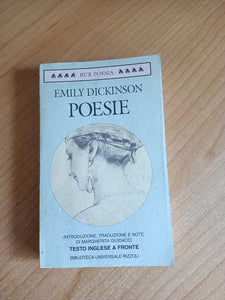 BUR POESIA
EMILY DICKINSON
POESIE
(INTRODUZIONE, TRADUZIONE E NOTE
DI MARGHERITA GUIDACCI)
TESTO INGLESE A FRONTE
BIBLIOTECA UNIVERSALE RIZZOLI